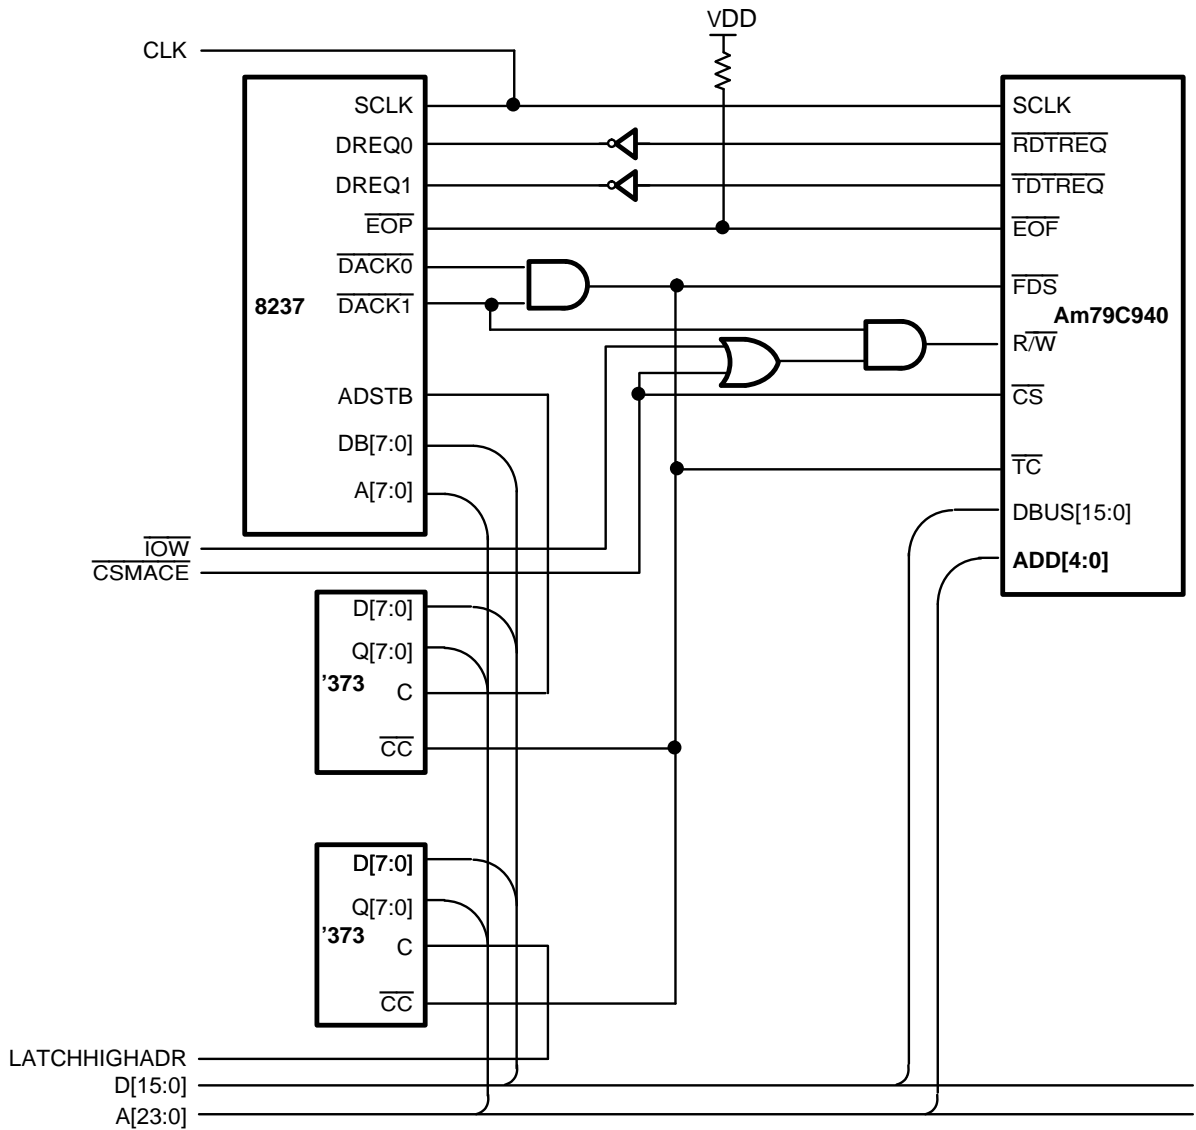 VDD
CLK
SCLK
DREQ0
DREQ1
EOP
DACK0
8237
DACK1
ADSTB
DB[7:0]
A[7:0]
SCLK
RDTREQ
TDTREQ
EOF
FDS
Am79C940
R/W
CS
TC
DBUS[15:0]
ADD[4:0]
IOW
CSMACE
D[7:0]
Q[7:0]
'373
C
CC
D[7:0]
Q[7:0]
'373
C
CC
LATCHHIGHADR
D[15:0]
A[23:0]